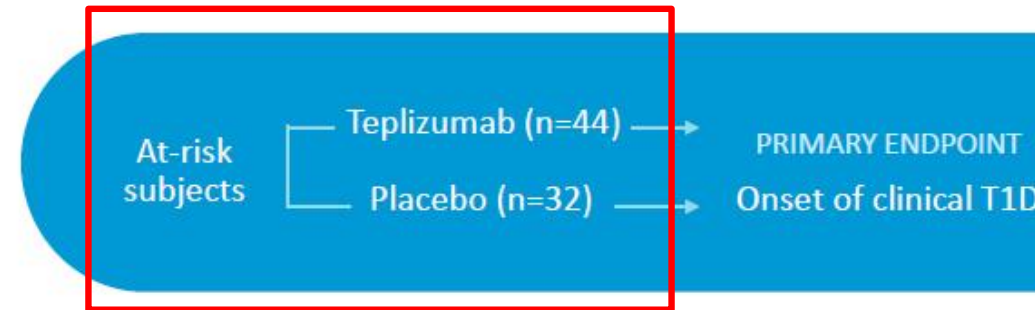 At-risk
subjects
Teplizumab (n=44)
Placebo (n=32)
PRIMARY ENDPOINT
Onset of clinical T1D